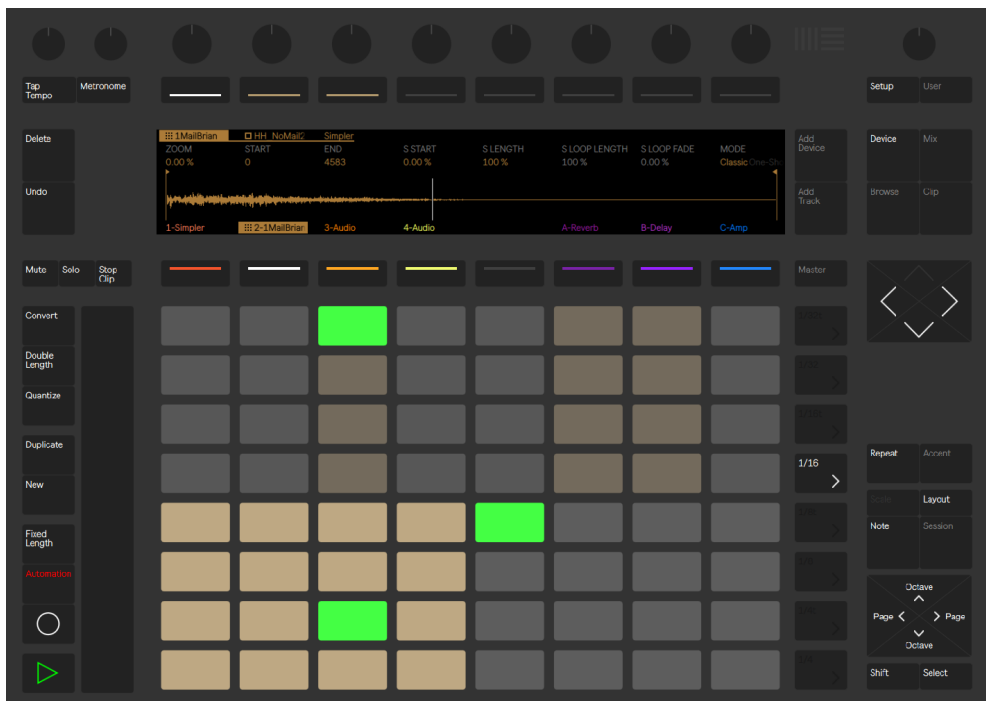 Tap
Tempo
Metronome
Setup
User
Delete
1MailBrian
HH_NoMail2
Simpler
ZOOM
START
END
S START
S LENGTH
S LOOP LENGTH
S LOOP FADE
MODE
0.00 %
0
4583
0.00 %
100 %
100 %
0.00 %
Classic One-Sho
Add
Device
Device
Mix
Undo
Add
Track
Browse
Clip
1-Simpler
2-1MailBriar
3-Audio
4-Audio
A-Reverb
B-Delay
C-Amp
Mute
Solo
Stop
Clip
Master
Convert
Double
Length
Quantize
Duplicate
1/16
Repeat
Accent
New
Layout
Fixed
Length
Note
Session
Automation
Octave
Page
Page
Octave
Shift
Select